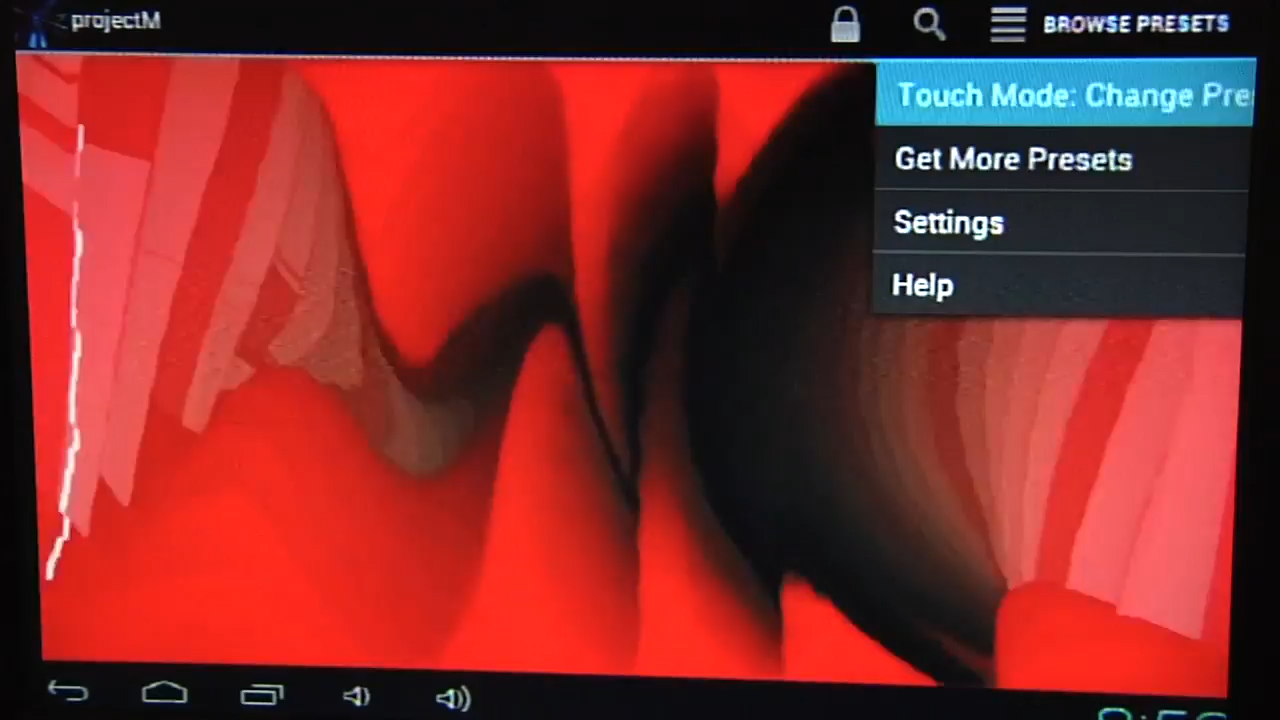 projectM
BROWSE PRESETS
Touch Mode: Change Pre
Get More Presets
Settings
Help